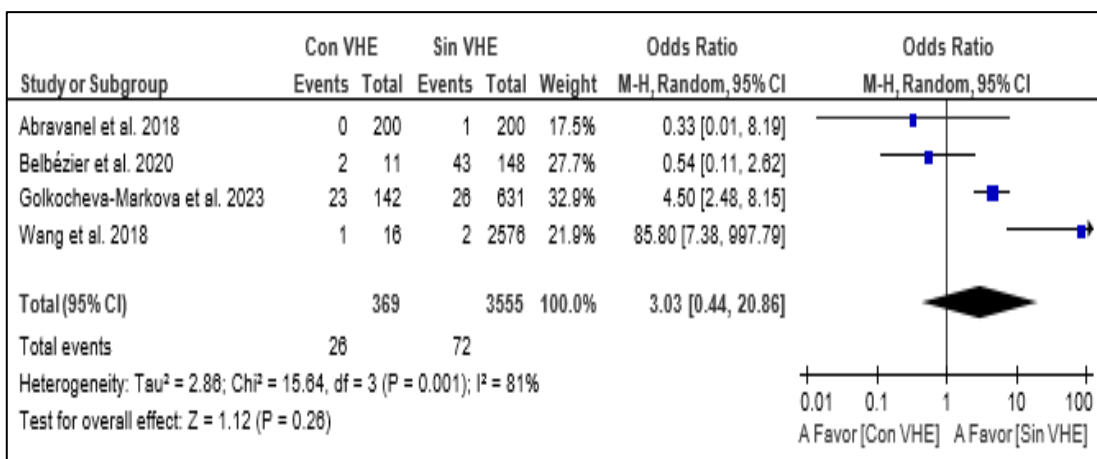 Con VHE Sin VHE Odds Ratio Odds Ratio
Study or Subgroup Events Total Events Total Weight M-H, Random, 95% CI M-H, Random, 95% CI
Abravanel et al. 2018 0 200 1 200 17.5% 0.33 [0.01, 8.19]
Belbézier et al. 2020 2 11 43 148 27.7% 0.54 [0.11, 2.62]
Golkocheva-Markova et al. 2023 23 142 26 631 32.9% 4.50 [2.48, 8.15]
Wang et al. 2018 1 16 2 2576 21.9% 85.80 [7.38, 997.79]
Total (95% CI) 369 3555 100.0% 3.03 [0.44, 20.86]
Total events 26 72
Heterogeneity: Tau² = 2.86; Chi² = 15.64, df = 3 (P = 0.001); I² = 81%
Test for overall effect: Z = 1.12 (P = 0.26)
0.01 0.1 1 10 100
A Favor [Con VHE] A Favor [Sin VHE]